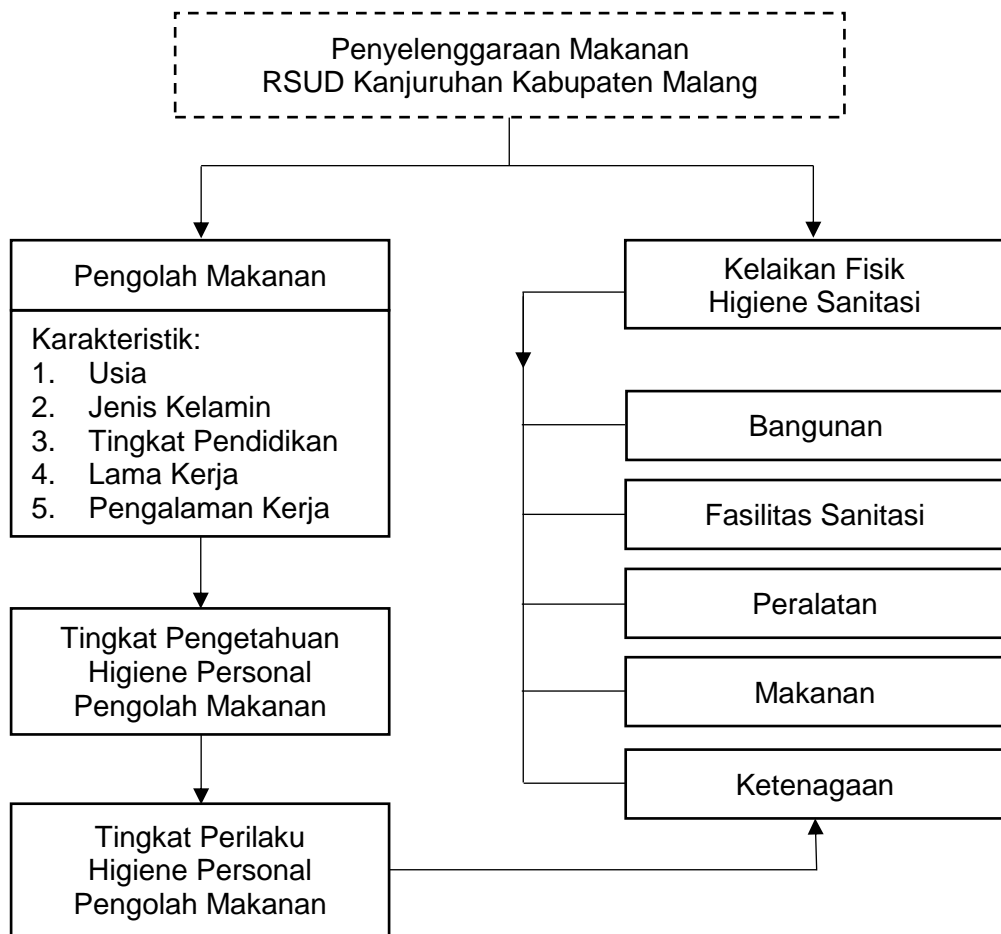 Penyelenggaraan Makanan
RSUD Kanjuruhan Kabupaten Malang
Pengolah Makanan
Karakteristik:
1. Usia
2. Jenis Kelamin
3. Tingkat Pendidikan
4. Lama Kerja
5. Pengalaman Kerja
Tingkat Pengetahuan
Higiene Personal
Pengolah Makanan
Tingkat Perilaku
Higiene Personal
Pengolah Makanan
Kelaikan Fisik
Higiene Sanitasi
Bangunan
Fasilitas Sanitasi
Peralatan
Makanan
Ketenagaan